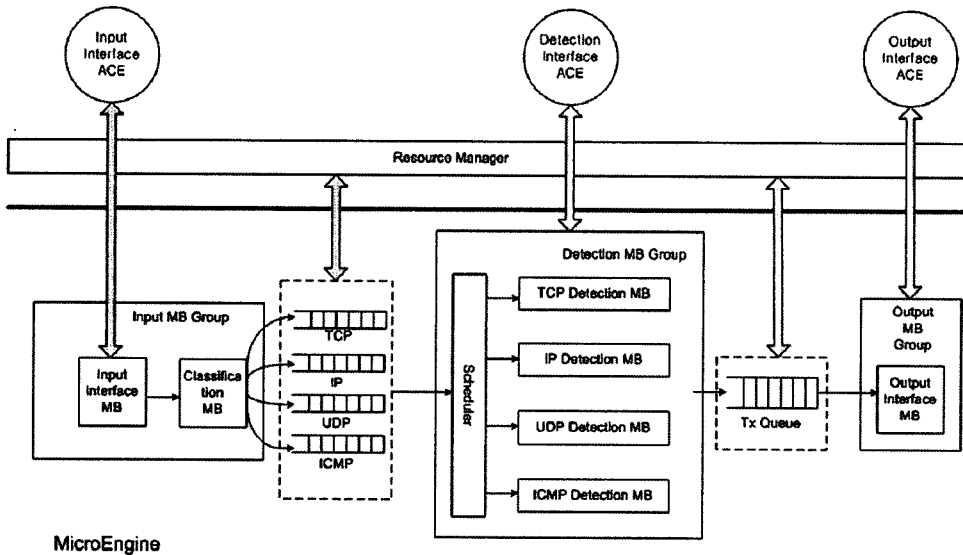 Input
Interface
ACE
Detection
Interface
ACE
Output
Interface
ACE
Resource Manager
Input MB Group
Input
Interface
MB
Classifica
tion
MB
TCP
IP
UDP
ICMP
Detection MB Group
Scheduler
TCP Detection MB
IP Detection MB
UDP Detection MB
ICMP Detection MB
Tx Queue
Output
MB
Group
Output
Interface
MB
MicroEngine